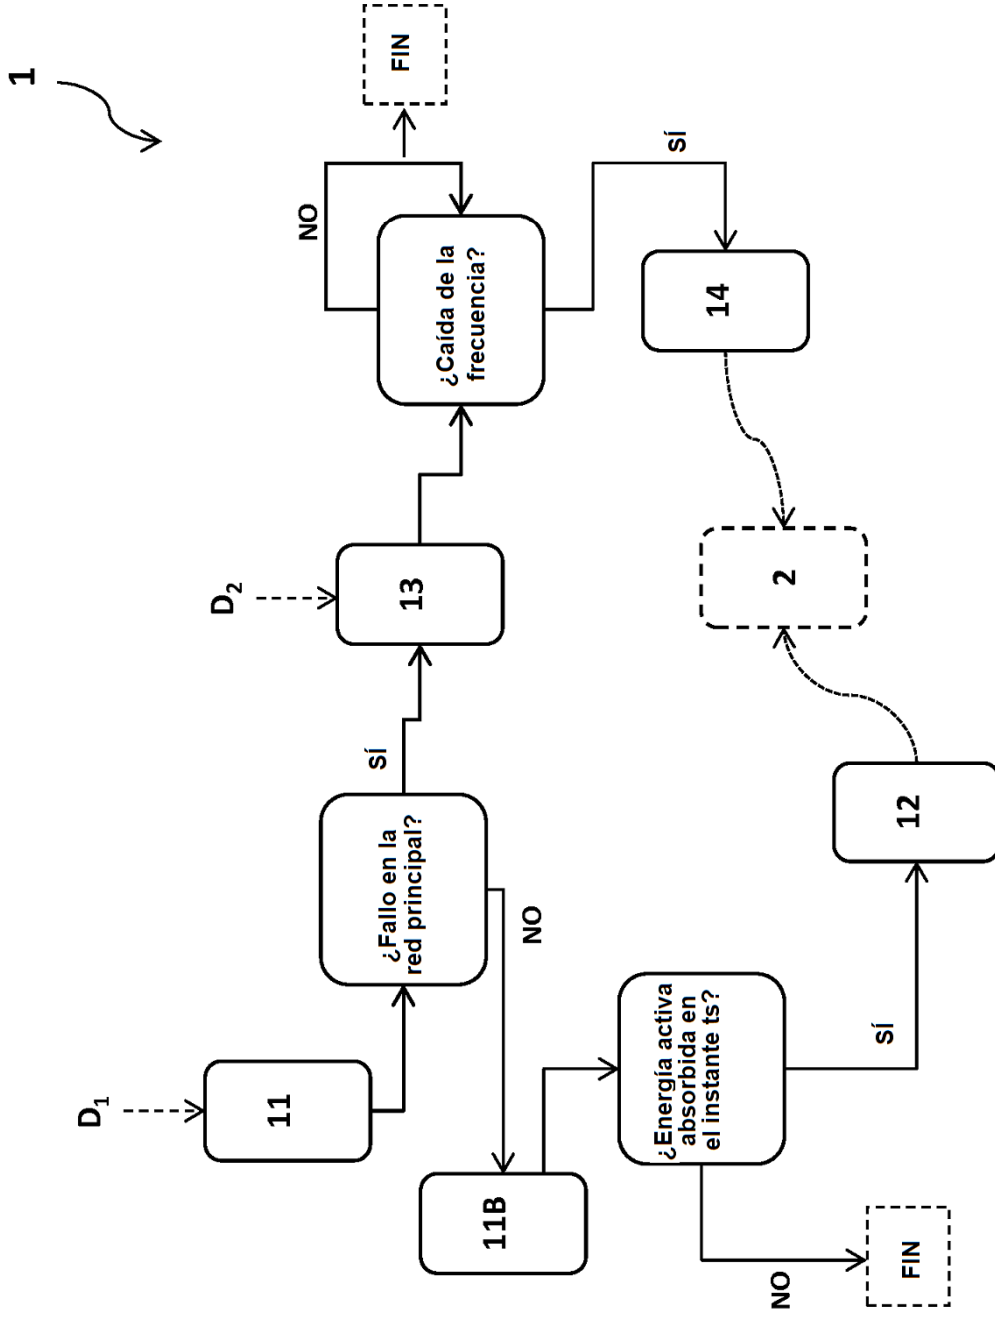 1
D1
11
¿Fallo en la
red principal?
SÍ
NO
D2
13
¿Caída de la
frecuencia?
NO
FIN
SÍ
14
11B
¿Energía activa
absorbida en
el instante ts?
NO
FIN
SÍ
12
2